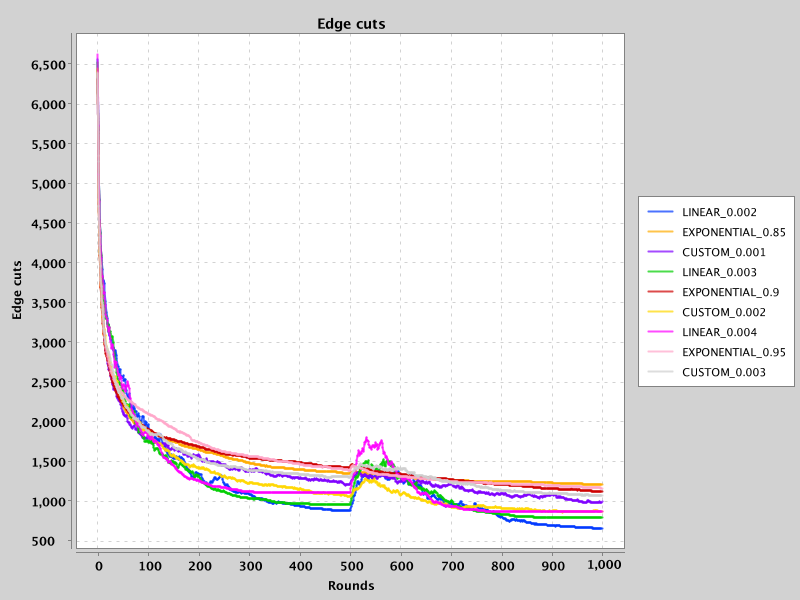 Edge cuts
6,500
6,000
5,500
5,000
4,500
4,000
3,500
3,000
2,500
2,000
1,500
1,000
500
Edge cuts
0 100 200 300 400 500 600 700 800 900 1,000
Rounds
LINEAR_0.002
EXPONENTIAL_0.85
CUSTOM_0.001
LINEAR_0.003
EXPONENTIAL_0.9
CUSTOM_0.002
LINEAR_0.004
EXPONENTIAL_0.95
CUSTOM_0.003